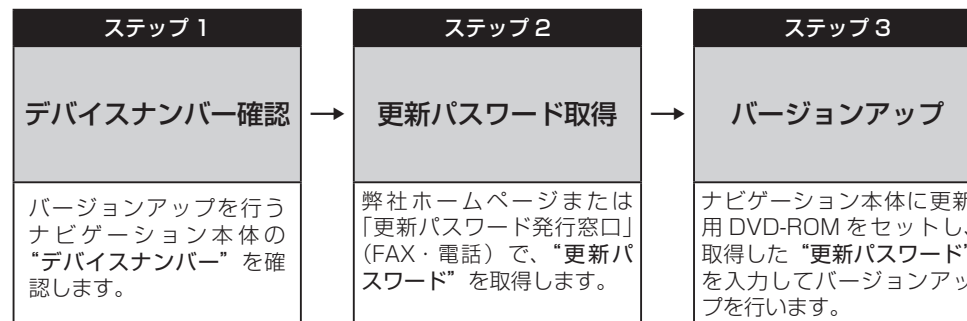 ステップ 1
デバイスナンバー確認
バージョンアップを行う
ナビゲーション本体の
“デバイスナンバー”を確
認します。
→
ステップ 2
更新パスワード取得
弊社ホームページまたは
「更新パスワード発行窓口」
(FAX・電話)で、“更新パ
スワード”を取得します。
→
ステップ 3
バージョンアップ
ナビゲーション本体に更新
用 DVD-ROM をセットし、
取得した“更新パスワード”
を入力してバージョンアッ
プを行います。